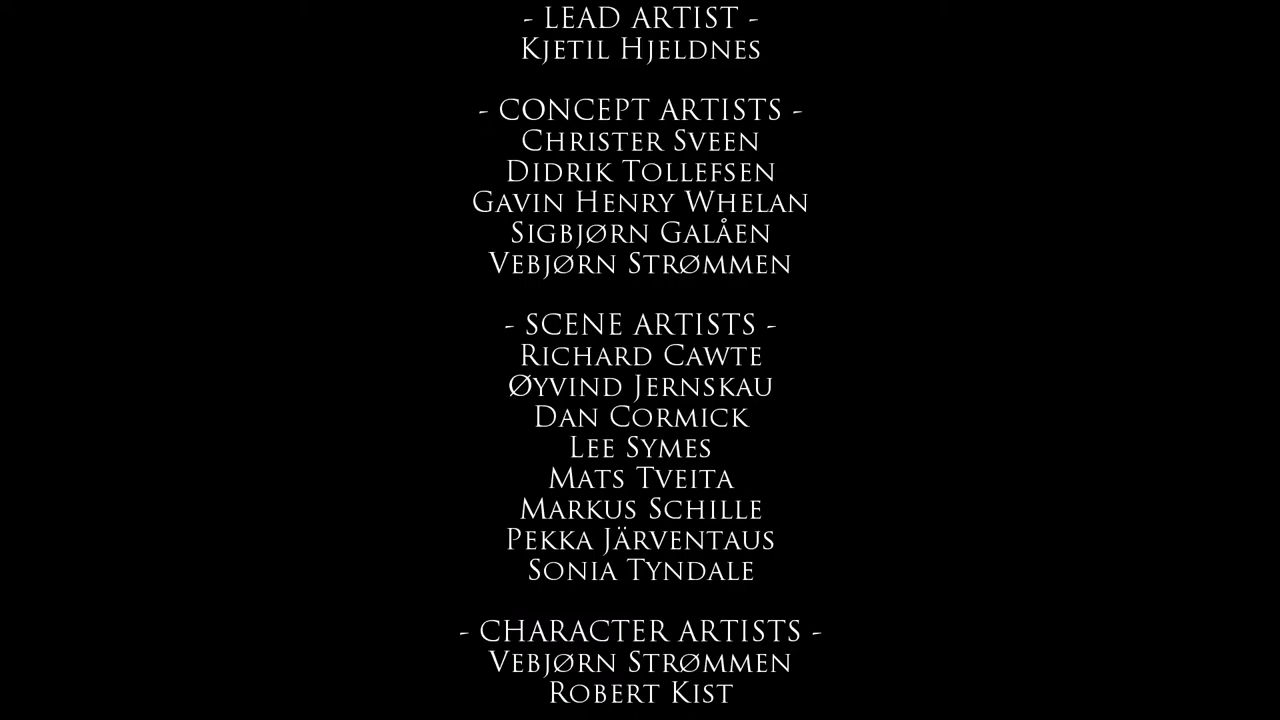 - LEAD ARTIST -
Kjetil Hjeldnes
- CONCEPT ARTISTS -
Christer Sveen
Didrik Tollefsen
Gavin Henry Whelan
Sigbjørn Galåen
Vebjørn Strømmen
- SCENE ARTISTS -
Richard Cawte
Øyvind Jernskau
Dan Cormick
Lee Symes
Mats Tveita
Markus Schille
Pekka Järventaus
Sonia Tyndale
- CHARACTER ARTISTS -
Vebjørn Strømmen
Robert Kist